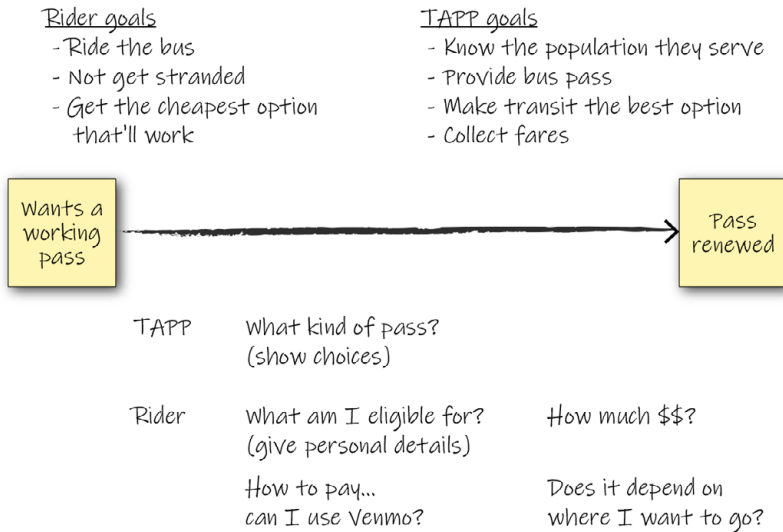 Rider goals
- Ride the bus
- Not get stranded
- Get the cheapest option
that'll work
TAPP goals
- Know the population they serve
- Provide bus pass
- Make transit the best option
- Collect fares
Wants a
working
pass
Pass
renewed
TAPP
What kind of pass?
(show choices)
Rider
What am I eligible for?
(give personal details)
How much $$?
How to pay...
can I use Venmo?
Does it depend on
where I want to go?